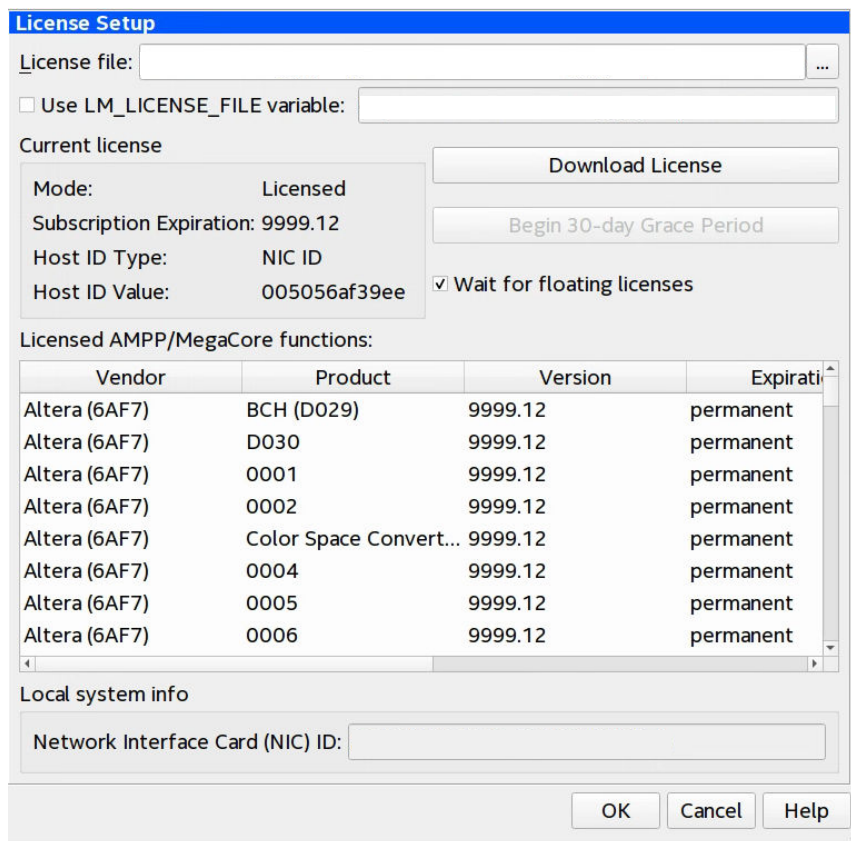 License Setup
License file: ...
Use LM_LICENSE_FILE variable:
Current license
Download License
Mode: Licensed
Subscription Expiration: 9999.12
Begin 30-day Grace Period
Host ID Type: NIC ID
Host ID Value: 005056af39ee
Wait for floating licenses
Licensed AMPP/MegaCore functions:
Vendor Product Version Expirati
Altera (6AF7) BCH (D029) 9999.12 permanent
Altera (6AF7) D030 9999.12 permanent
Altera (6AF7) 0001 9999.12 permanent
Altera (6AF7) 0002 9999.12 permanent
Altera (6AF7) Color Space Convert... 9999.12 permanent
Altera (6AF7) 0004 9999.12 permanent
Altera (6AF7) 0005 9999.12 permanent
Altera (6AF7) 0006 9999.12 permanent
Local system info
Network Interface Card (NIC) ID:
OK Cancel Help